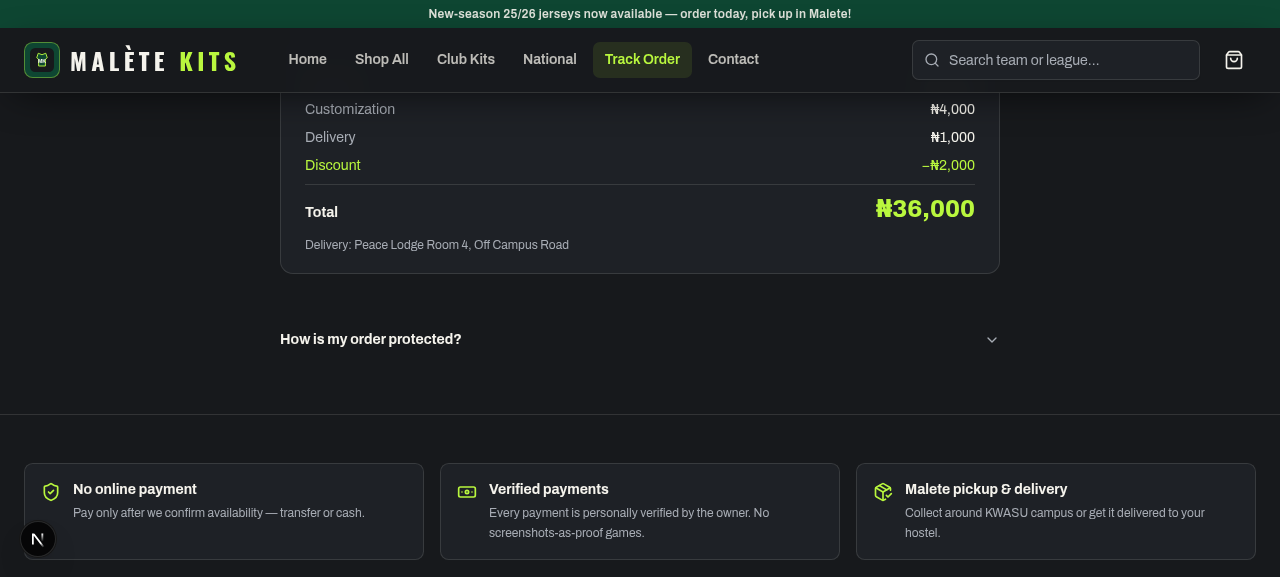 New-season 25/26 jerseys now available — order today, pick up in Malete!
MALÈTE KITS
Home
Shop All
Club Kits
National
Track Order
Contact
Search team or league...
Customization ₦4,000
Delivery ₦1,000
Discount –₦2,000
Total ₦36,000
Delivery: Peace Lodge Room 4, Off Campus Road
How is my order protected?
No online payment
Pay only after we confirm availability — transfer or cash.
Verified payments
Every payment is personally verified by the owner. No
screenshots-as-proof games.
Malete pickup & delivery
Collect around KWASU campus or get it delivered to your
hostel.
N